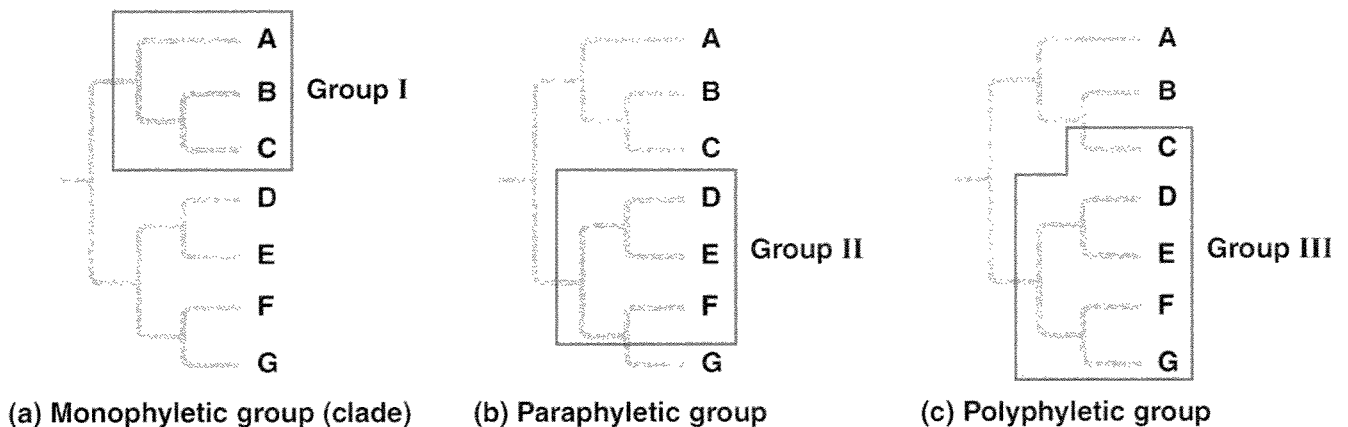 A
B
Group I
C
D
E
F
G
(a) Monophyletic group (clade)
A
B
C
D
E
Group II
F
G
(b) Paraphyletic group
A
B
C
D
E
Group III
F
G
(c) Polyphyletic group